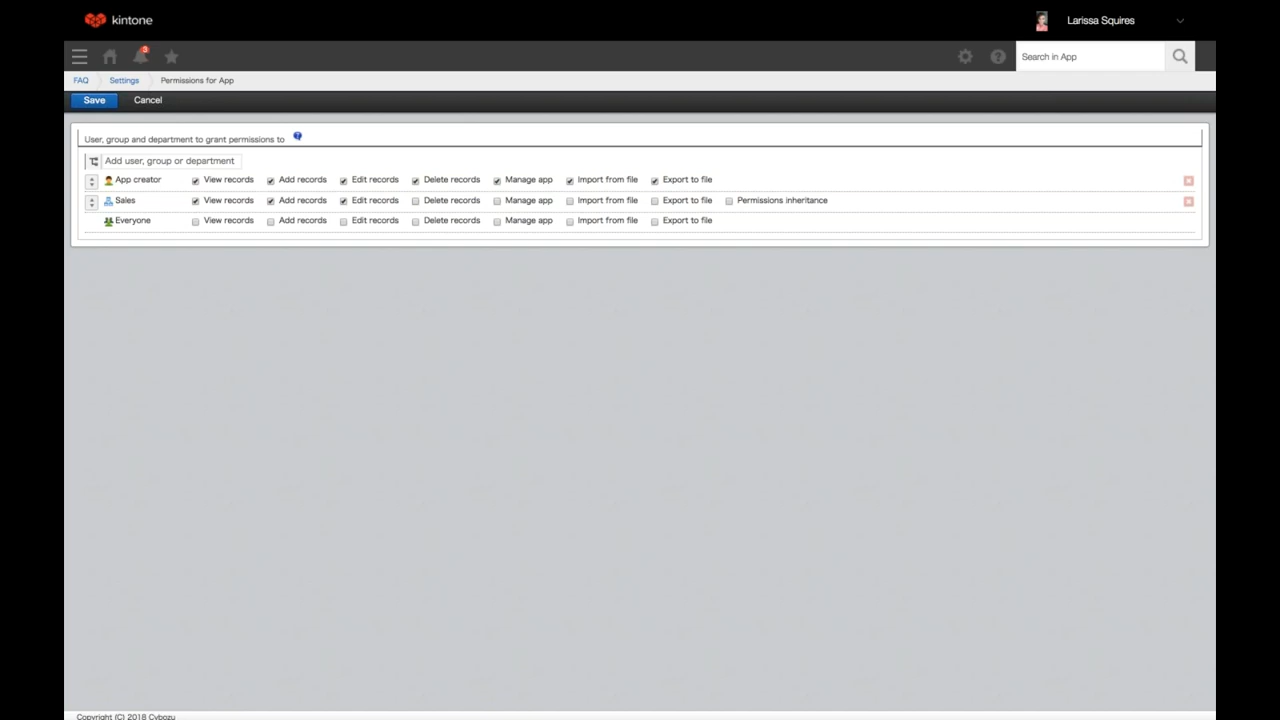 kintone
Larissa Squires
3
Search in App
FAQ Settings Permissions for App
Save Cancel
User, group and department to grant permissions to ?
Add user, group or department
App creator View records Add records Edit records Delete records Manage app Import from file Export to file
Sales View records Add records Edit records Delete records Manage app Import from file Export to file Permissions inheritance
Everyone View records Add records Edit records Delete records Manage app Import from file Export to file
Copyright (C) 2018 Cybozu